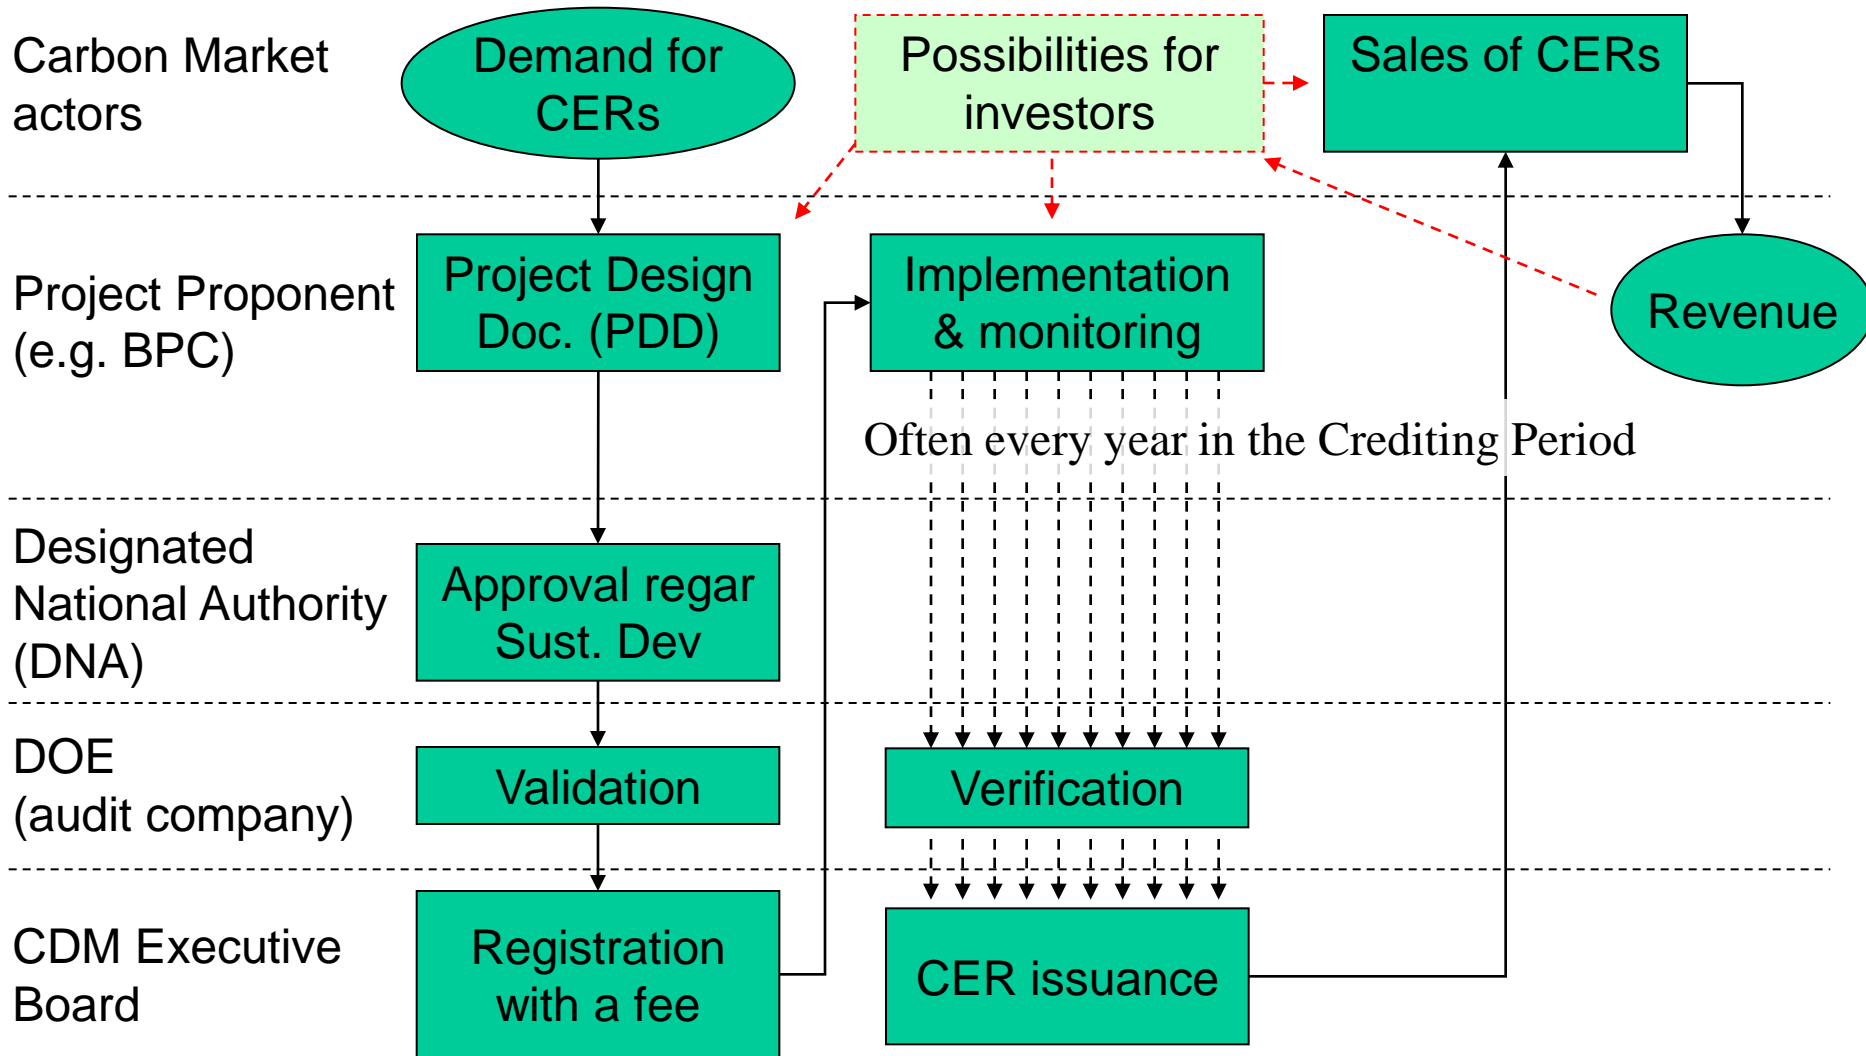 Carbon Market
actors
Demand for
CERs
Possibilities for
investors
Sales of CERs
Project Proponent
(e.g. BPC)
Project Design
Doc. (PDD)
Implementation
& monitoring
Revenue
Often every year in the Crediting Period
Designated
National Authority
(DNA)
Approval regar
Sust. Dev
DOE
(audit company)
Validation
Verification
CDM Executive
Board
Registration
with a fee
CER issuance